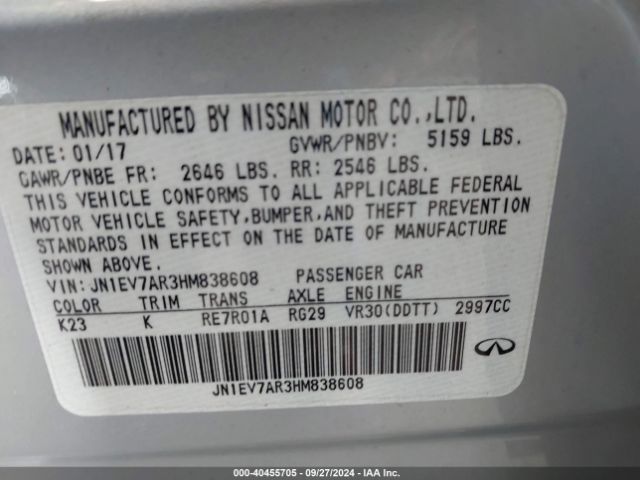 MANUFACTURED BY NISSAN MOTOR CO.,LTD.
DATE: 01/17 GVWR/PNBV: 5159 LBS.
GAWR/PNBE FR: 2646 LBS. RR: 2546 LBS.
THIS VEHICLE CONFORMS TO ALL APPLICABLE FEDERAL
MOTOR VEHICLE SAFETY,BUMPER,AND THEFT PREVENTION
STANDARDS IN EFFECT ON THE DATE OF MANUFACTURE
SHOWN ABOVE.
VIN: JN1EV7AR3HM838608 PASSENGER CAR
COLOR TRIM TRANS AXLE ENGINE
K23 K RE7R01A RG29 VR30(DDTT) 2997CC
JN1EV7AR3HM838608
000-40455705 - 09/27/2024 - IAAI.COM